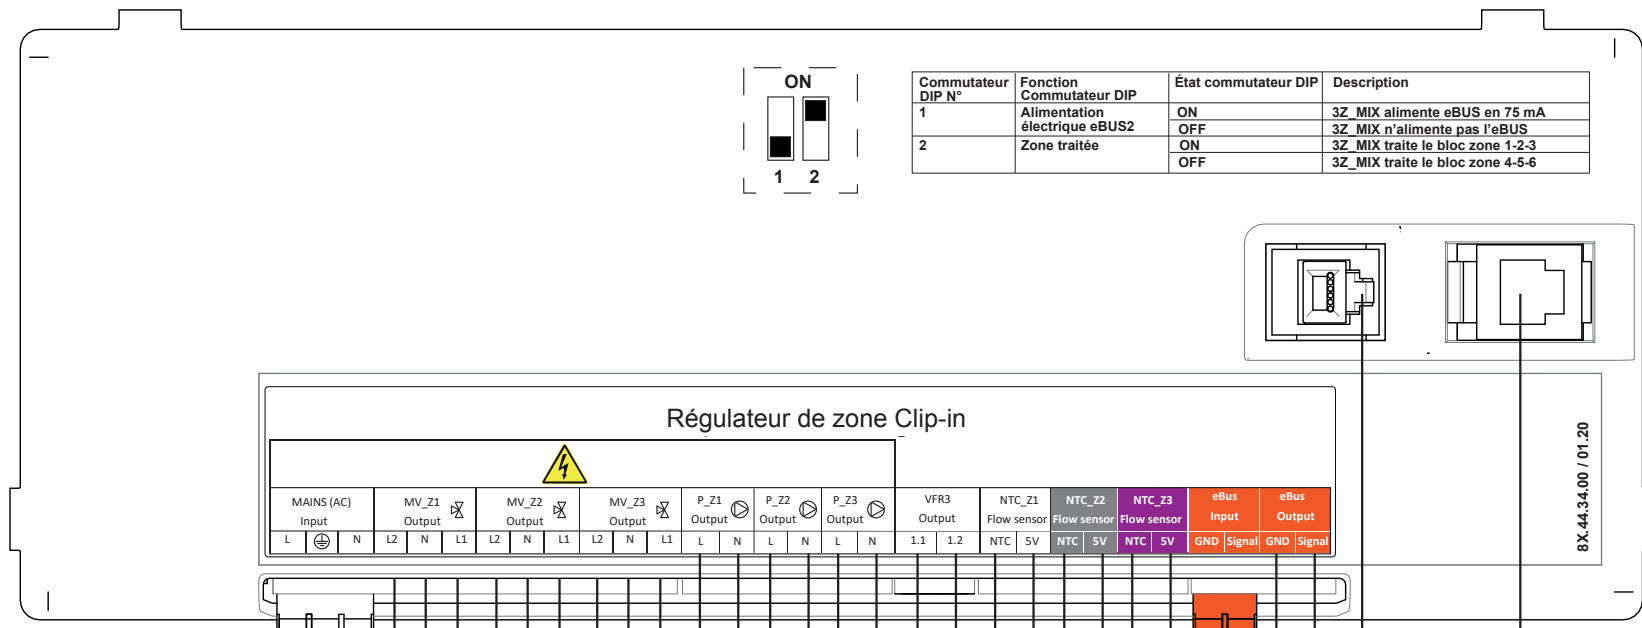 ON
1 2
Commutateur DIP N° Fonction Commutateur DIP État commutateur DIP Description
1 Alimentation électrique eBUS2 ON 3Z_MIX alimente eBUS en 75 mA
OFF 3Z_MIX n’alimente pas l’eBUS
2 Zone traitée ON 3Z_MIX traite le bloc zone 1-2-3
OFF 3Z_MIX traite le bloc zone 4-5-6
Régulateur de zone Clip-in
MAINS (AC) MV_Z1 MV_Z2 MV_Z3 P_Z1 P_Z2 P_Z3 VFR3 NTC_Z1 NTC_Z2 NTC_Z3 eBus eBus
Input Output Output Output Output Output Output Output Flow sensor Flow sensor Flow sensor Input Output
L N L2 N L1 L2 N L1 L2 N L1 L N L N L N 1.1 1.2 NTC 5V NTC 5V NTC 5V GND Signal GND Signal
8X.44.34.00 / 01.20